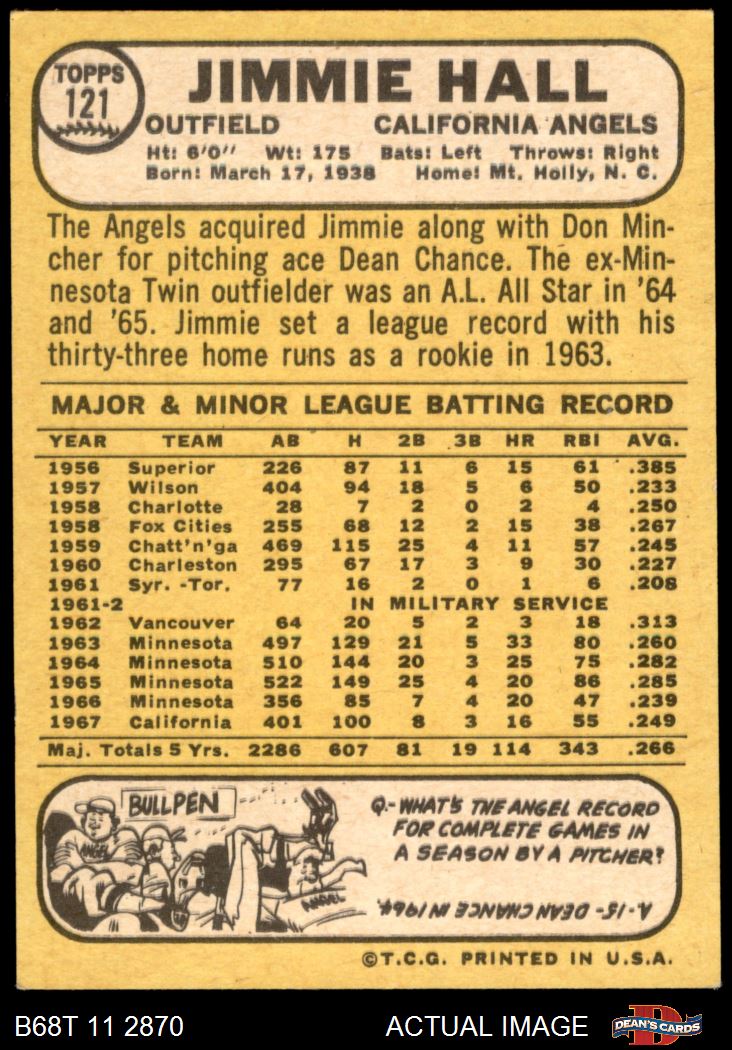 TOPPS
121
JIMMIE HALL
OUTFIELD CALIFORNIA ANGELS
Ht: 6'0" Wt: 175 Bats: Left Throws: Right
Born: March 17, 1938 Home: Mt. Holly, N. C.
The Angels acquired Jimmie along with Don Min-
cher for pitching ace Dean Chance. The ex-Min-
nesota Twin outfielder was an A.L. All Star in '64
and '65. Jimmie set a league record with his
thirty-three home runs as a rookie in 1963.
MAJOR & MINOR LEAGUE BATTING RECORD
YEAR TEAM AB H 2B 3B HR RBI AVG.
1956 Superior 226 87 11 6 15 61 .385
1957 Wilson 404 94 18 5 6 50 .233
1958 Charlotte 28 7 2 0 2 4 .250
1958 Fox Cities 255 68 12 2 15 38 .267
1959 Chatt'n'ga 469 115 25 4 11 57 .245
1960 Charleston 295 67 17 3 9 30 .227
1961 Syr. -Tor. 77 16 2 0 1 6 .208
1961-2 IN MILITARY SERVICE
1962 Vancouver 64 20 5 2 3 18 .313
1963 Minnesota 497 129 21 5 33 80 .260
1964 Minnesota 510 144 20 3 25 75 .282
1965 Minnesota 522 149 25 4 20 86 .285
1966 Minnesota 356 85 7 4 20 47 .239
1967 California 401 100 8 3 16 55 .249
Maj. Totals 5 Yrs. 2286 607 81 19 114 343 .266
BULLPEN
ANGEL
ANGEL
Q.-WHAT'S THE ANGEL RECORD
FOR COMPLETE GAMES IN
A SEASON BY A PITCHER?
A.-15- DEAN CHANCE IN 1964.
©T.C.G. PRINTED IN U.S.A.
B68T 11 2870 ACTUAL IMAGE
D
DEAN'S CARDS